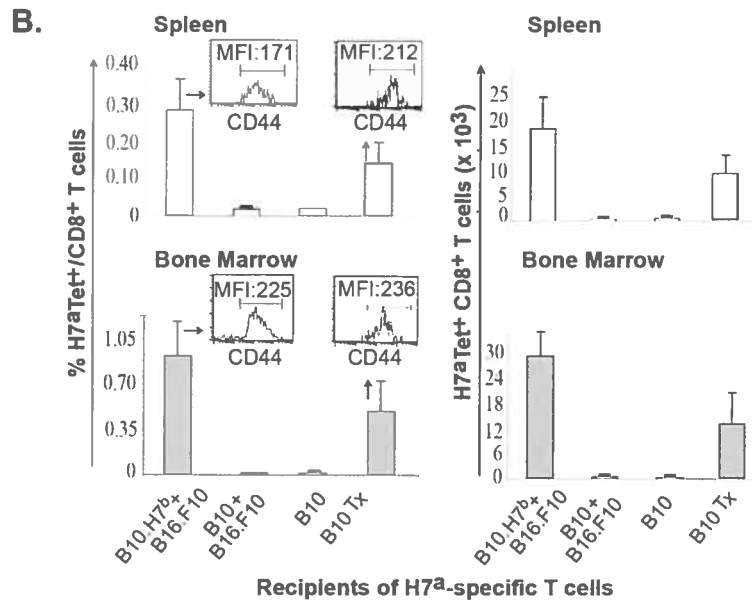 B.
Spleen
MFI:171
CD44
MFI:212
CD44
% H7aTet+/CD8+ T cells
0.40
0.30
0.20
0.10
0
Bone Marrow
MFI:225
CD44
MFI:236
CD44
1.05
0.70
0.35
0
B10.H7b+
B16.F10
B10+
B16.F10
B10
B10 Tx
Spleen
H7aTet+ CD8+ T cells (x 103)
25
20
15
10
5
0
Bone Marrow
30
24
18
12
6
0
B10.H7b+
B16.F10
B10+
B16.F10
B10
B10 Tx
Recipients of H7a-specific T cells